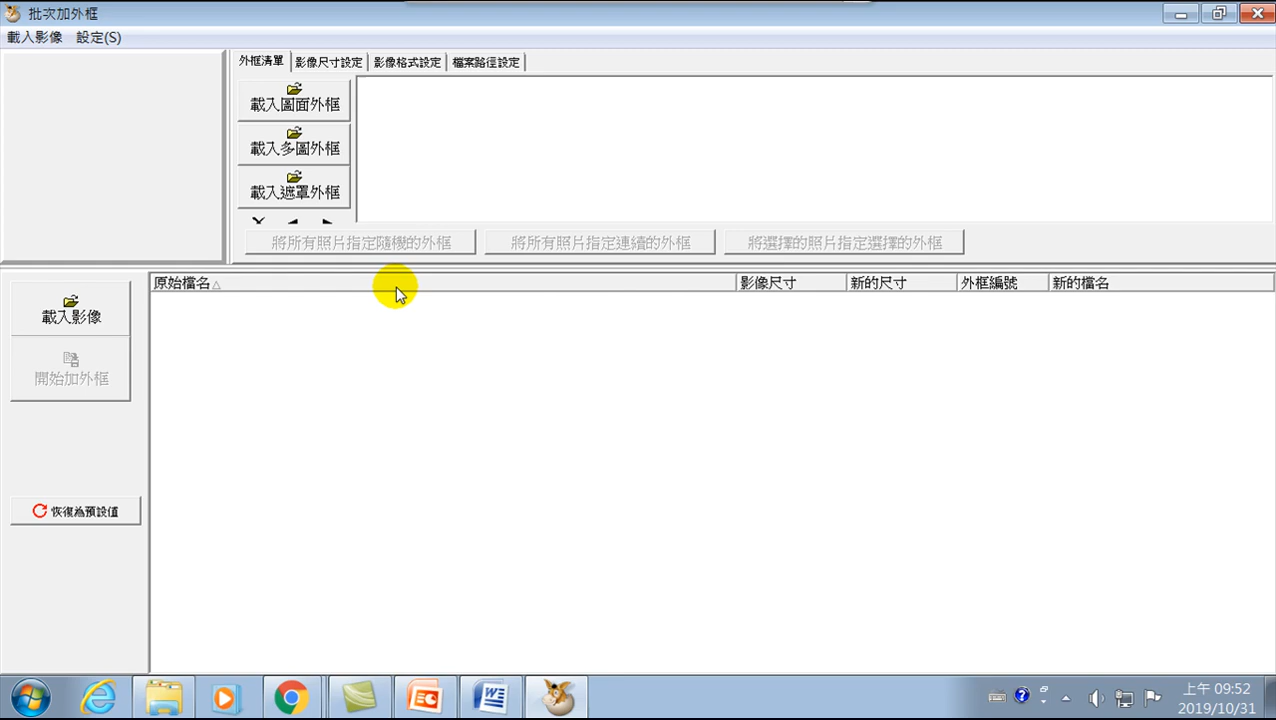 批次加外框
載入影像 設定(S)
外框清單 影像尺寸設定 影像格式設定 檔案路徑設定
載入圖面外框
載入多圖外框
載入遮罩外框
將所有照片指定隨機的外框 將所有照片指定連續的外框 將選擇的照片指定選擇的外框
原始檔名 影像尺寸 新的尺寸 外框編號 新的檔名
載入影像
開始加外框
恢復為預設值
上午 09:52
2019/10/31